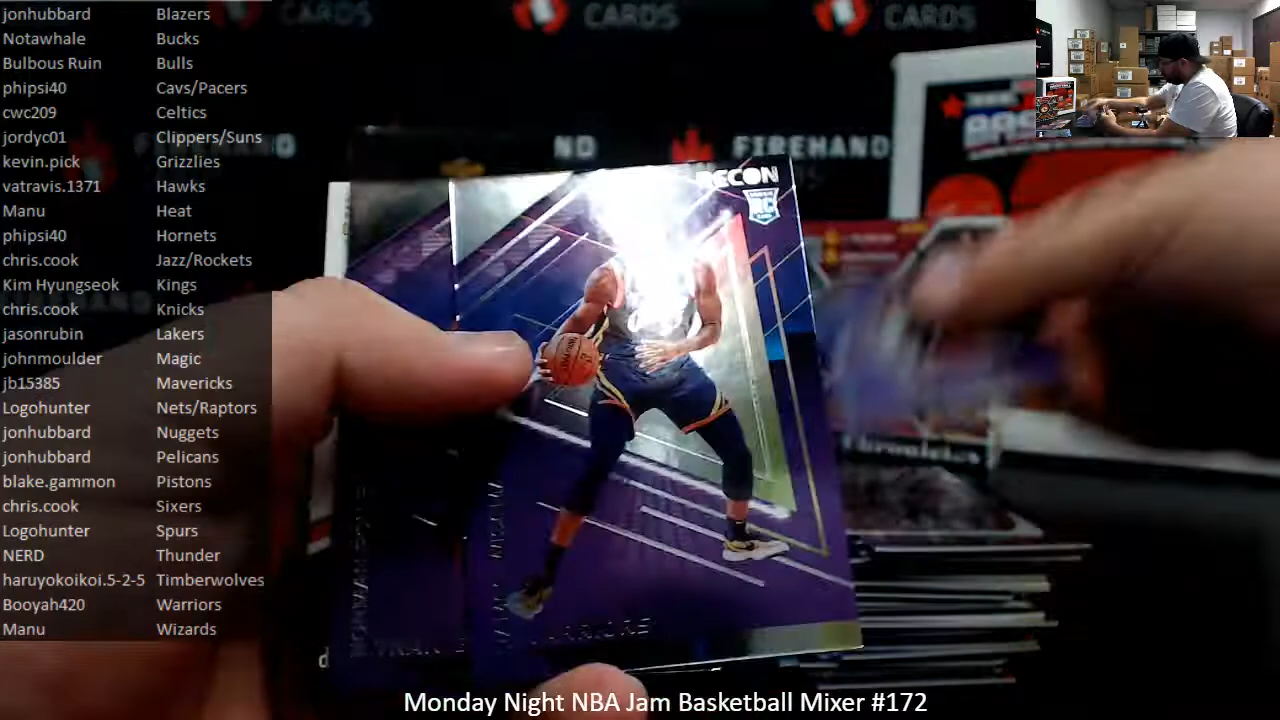 jonhubbard Blazers
Notawhale Bucks
Bulbous Ruin Bulls
phipsi40 Cavs/Pacers
cwc209 Celtics
jordyc01 Clippers/Suns
kevin.pick Grizzlies
vatravis.1371 Hawks
Manu Heat
phipsi40 Hornets
chris.cook Jazz/Rockets
Kim Hyungseok Kings
chris.cook Knicks
jasonrubin Lakers
johnmoulder Magic
jb15385 Mavericks
Logohunter Nets/Raptors
jonhubbard Nuggets
jonhubbard Pelicans
blake.gammon Pistons
chris.cook Sixers
Logohunter Spurs
NERD Thunder
haruyokoikoi.5-2-5 Timberwolves
Booyah420 Warriors
Manu Wizards
CARDS
CARDS
CARDS
ND
FIREHAND
RECON
RC
Chronicles
Monday Night NBA Jam Basketball Mixer #172